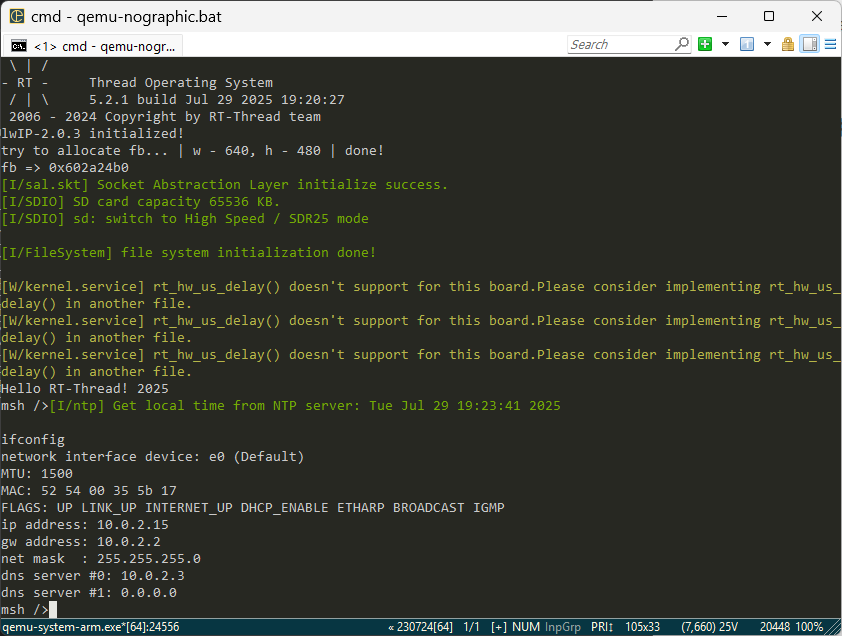 cmd - qemu-nographic.bat
<1> cmd - qemu-nogr...
Search
\ | /
- RT -     Thread Operating System
/ | \     5.2.1 build Jul 29 2025 19:20:27
2006 - 2024 Copyright by RT-Thread team
lwIP-2.0.3 initialized!
try to allocate fb... | w - 640, h - 480 | done!
fb => 0x602a24b0
[I/sal.skt] Socket Abstraction Layer initialize success.
[I/SDIO] SD card capacity 65536 KB.
[I/SDIO] sd: switch to High Speed / SDR25 mode
[I/FileSystem] file system initialization done!
[W/kernel.service] rt_hw_us_delay() doesn't support for this board.Please consider implementing rt_hw_us_
delay() in another file.
[W/kernel.service] rt_hw_us_delay() doesn't support for this board.Please consider implementing rt_hw_us_
delay() in another file.
[W/kernel.service] rt_hw_us_delay() doesn't support for this board.Please consider implementing rt_hw_us_
delay() in another file.
Hello RT-Thread! 2025
msh />[I/ntp] Get local time from NTP server: Tue Jul 29 19:23:41 2025
ifconfig
network interface device: e0 (Default)
MTU: 1500
MAC: 52 54 00 35 5b 17
FLAGS: UP LINK_UP INTERNET_UP DHCP_ENABLE ETHARP BROADCAST IGMP
ip address: 10.0.2.15
gw address: 10.0.2.2
net mask  : 255.255.255.0
dns server #0: 10.0.2.3
dns server #1: 0.0.0.0
msh />
qemu-system-arm.exe*[64]:24556 « 230724[64] 1/1 [+] NUM InpGrp PRI↕ 105x33 (7,660) 25V 20448 100%